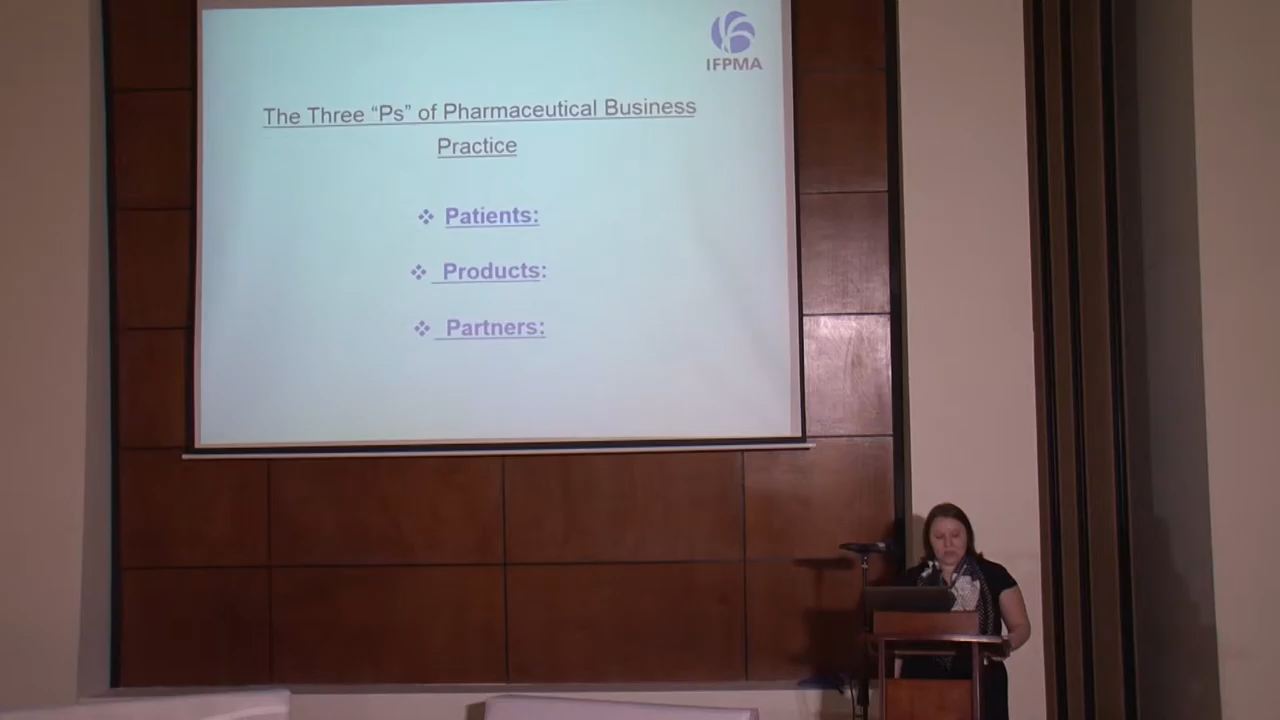 IFPMA
The Three “Ps” of Pharmaceutical Business
Practice
❖ Patients:
❖ Products:
❖ Partners: